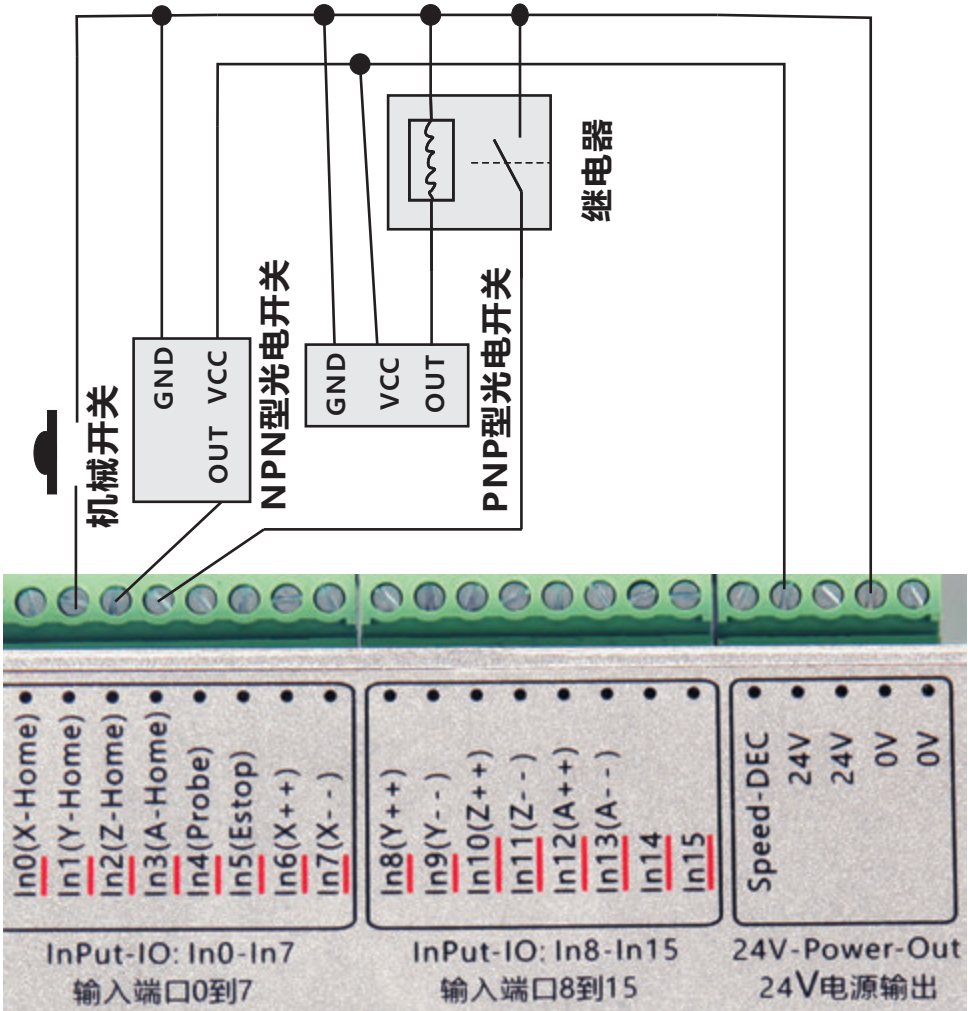 继电器
机械开关
GND
VCC
OUT
NPN型光电开关
GND
VCC
OUT
PNP型光电开关
In0(X-Home)
In1(Y-Home)
In2(Z-Home)
In3(A-Home)
In4(Probe)
In5(Estop)
In6(X++)
In7(X--)
In8(Y++)
In9(Y--)
In10(Z++)
In11(Z--)
In12(A++)
In13(A--)
In14
In15
Speed-DEC
24V
24V
0V
0V
InPut-IO: In0-In7
输入端口0到7
InPut-IO: In8-In15
输入端口8到15
24V-Power-Out
24V电源输出